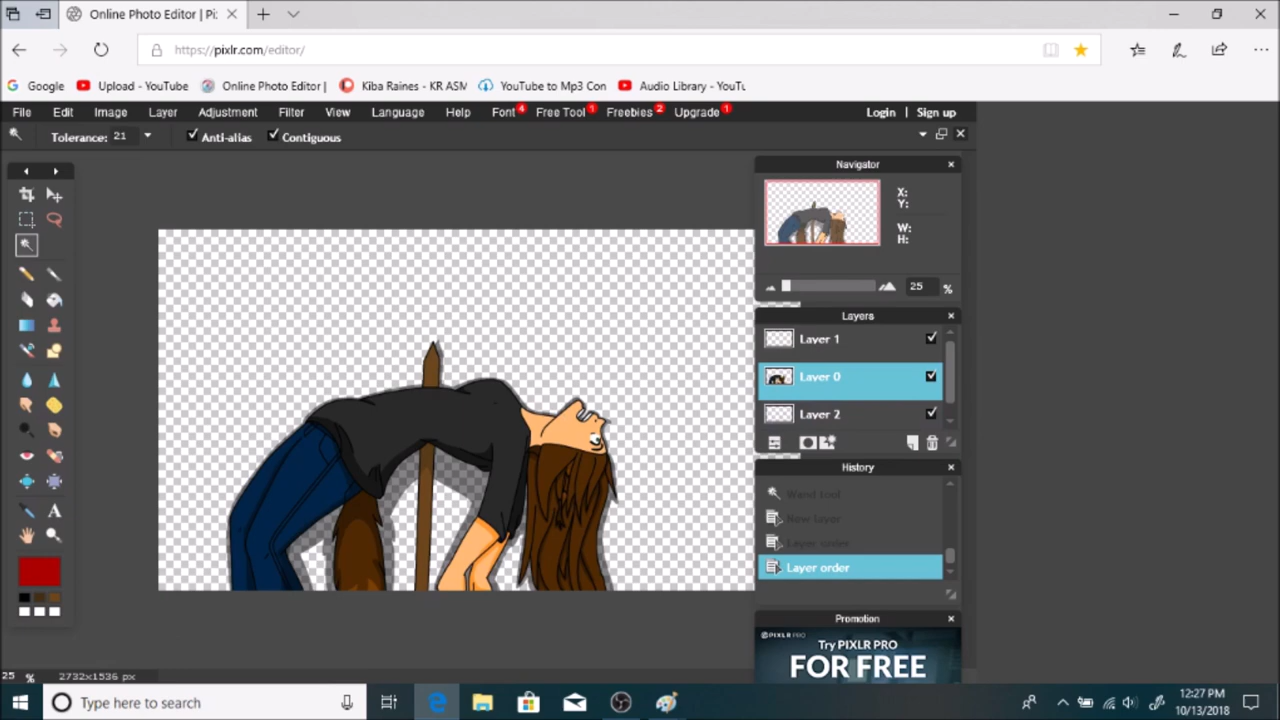 Online Photo Editor | Pi:
https://pixlr.com/editor/
Google
Upload - YouTube
Online Photo Editor |
Kiba Raines - KR ASM
YouTube to Mp3 Con
Audio Library - YouTu
File Edit Image Layer Adjustment Filter View Language Help Font 4 Free Tool 1 Freebies 2 Upgrade 1 Login | Sign up
Tolerance: 21 Anti-alias Contiguous
Navigator
X:
Y:
W:
H:
25 %
Layers
Layer 1
Layer 0
Layer 2
History
Wand tool
New layer
Layer order
Layer order
Promotion
PIXLR PRO
Try PIXLR PRO
FOR FREE
25 % 2732x1536 px
Type here to search
12:27 PM
10/13/2018